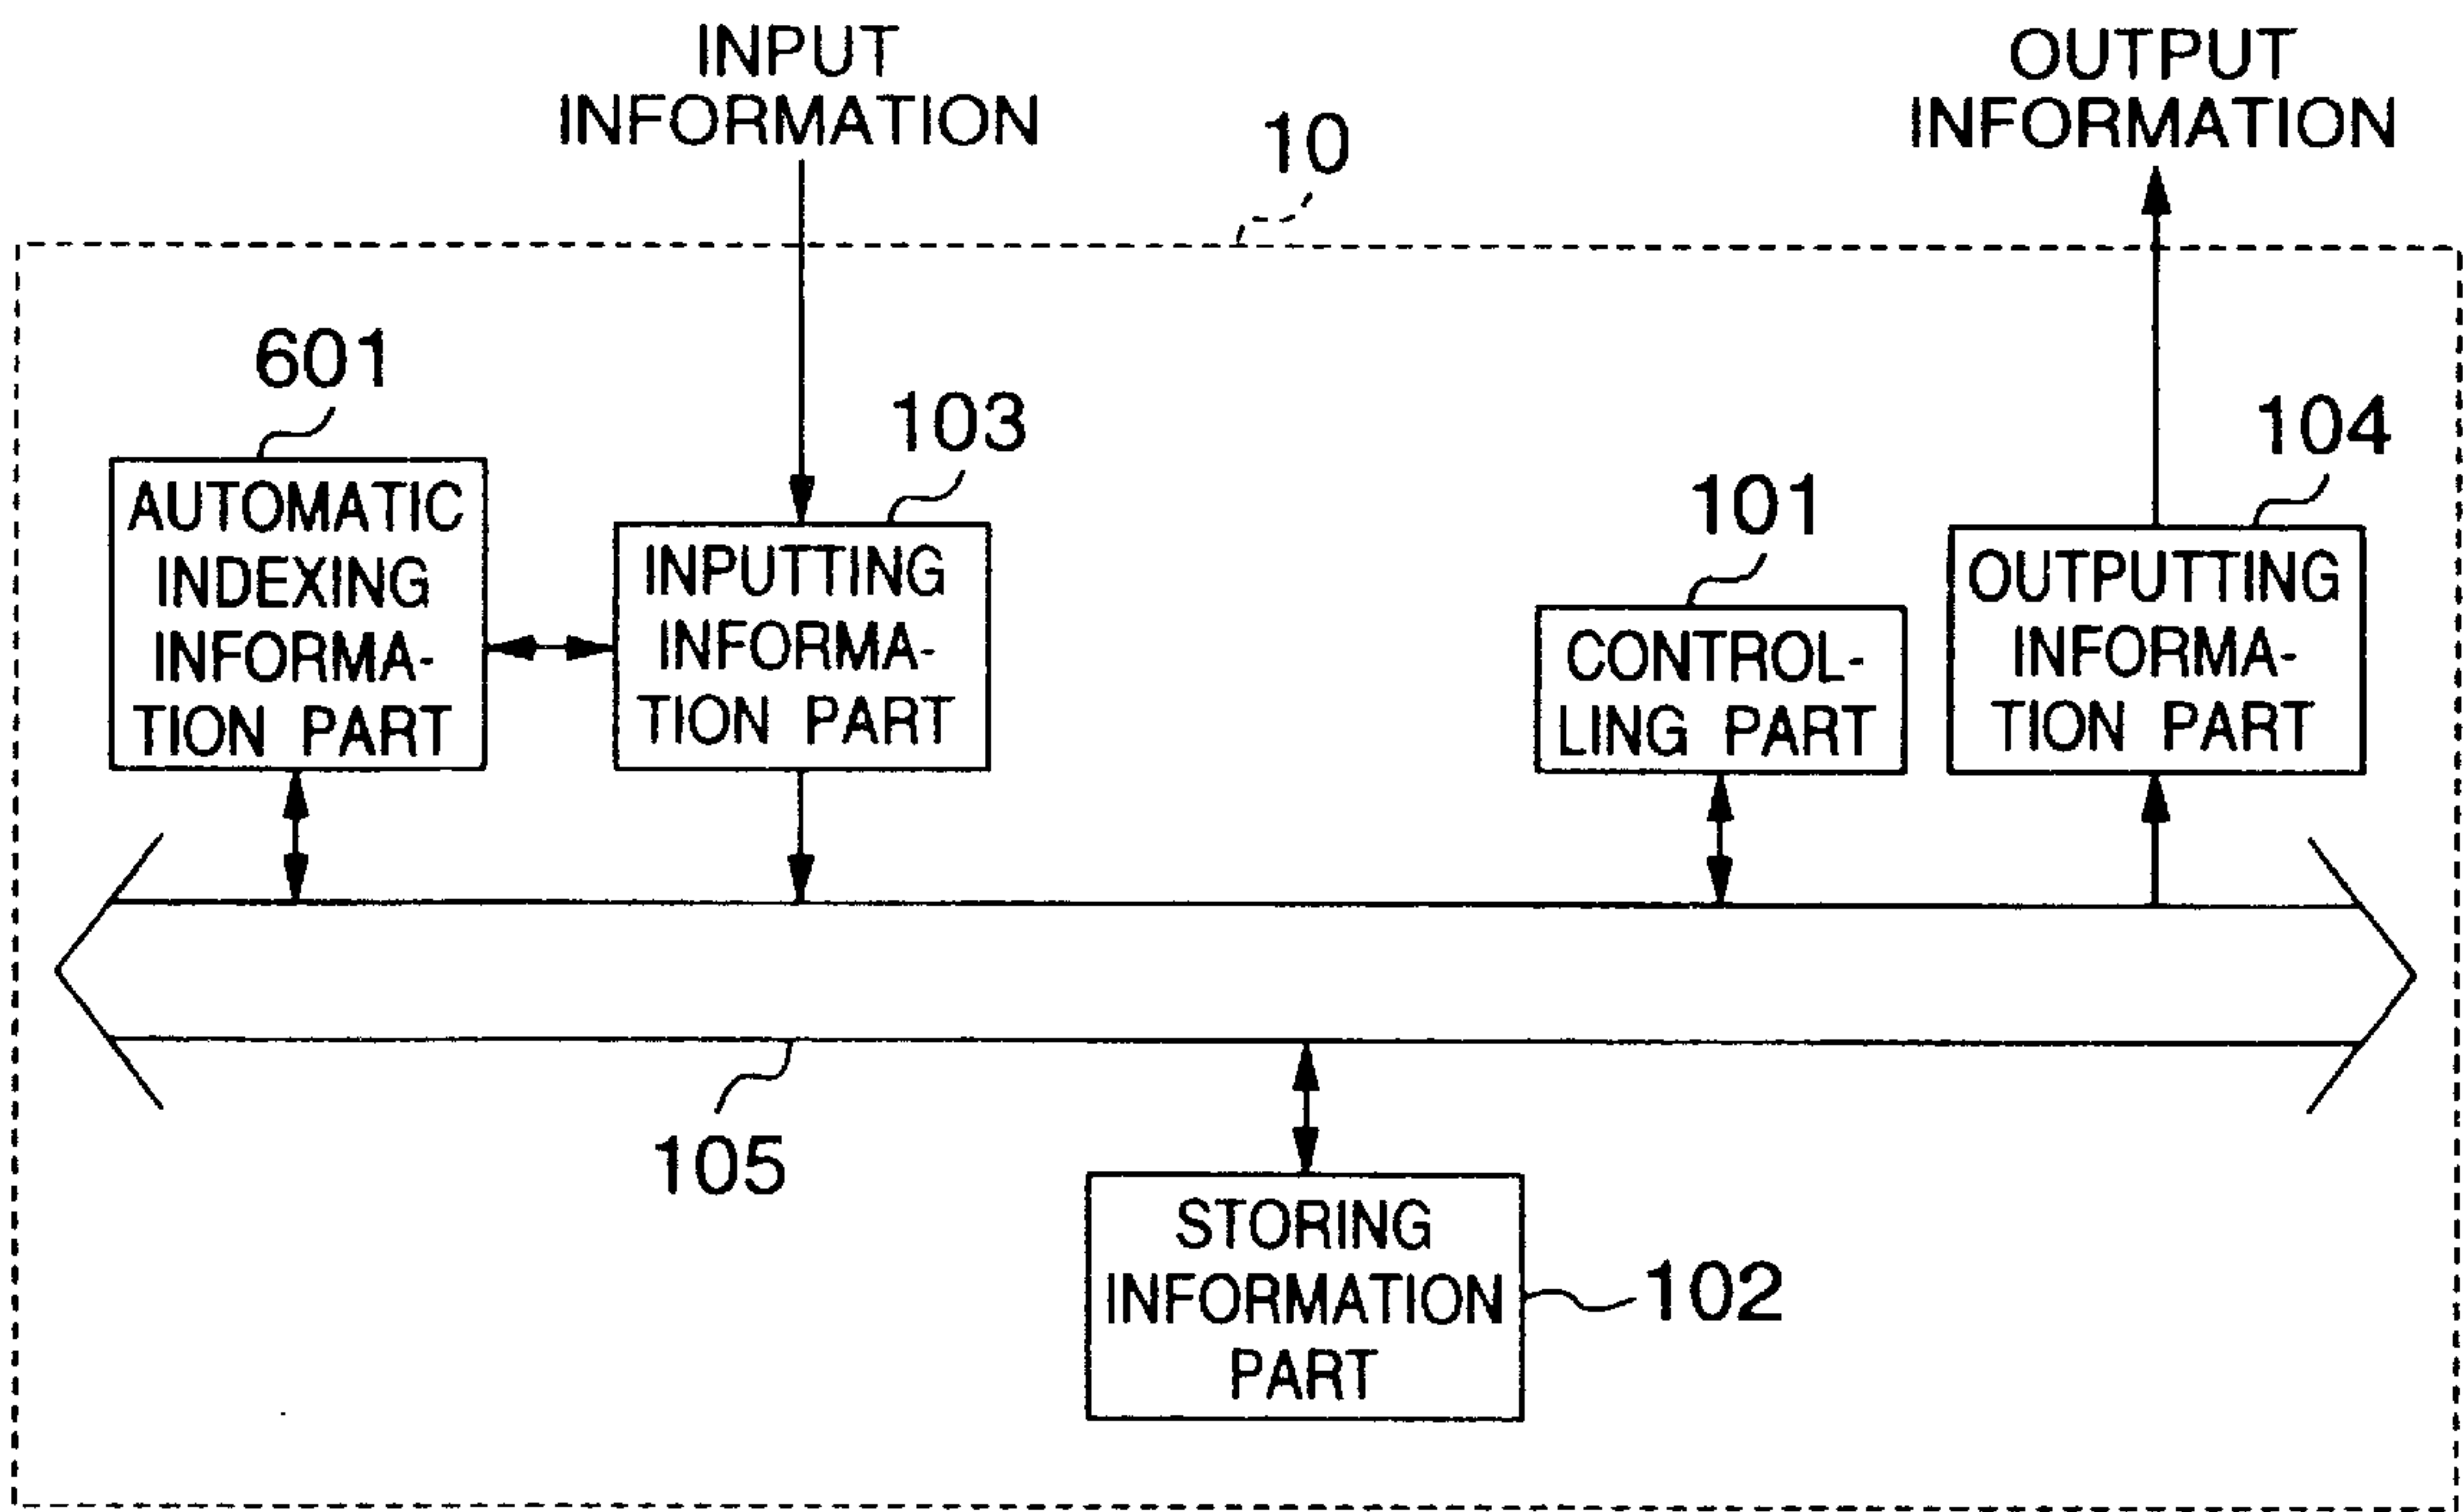 INPUT
INFORMATION
OUTPUT
INFORMATION
10
601
103
101
104
AUTOMATIC
INDEXING
INFORMA-
TION PART
INPUTTING
INFORMA-
TION PART
CONTROL-
LING PART
OUTPUTTING
INFORMA-
TION PART
105
STORING
INFORMATION
PART
102